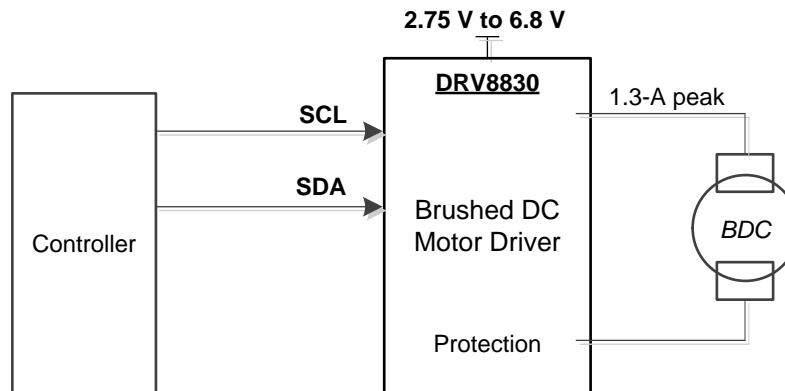 2.75 V to 6.8 V
DRV8830
1.3-A peak
SCL
SDA
Controller
Brushed DC
Motor Driver
BDC
Protection